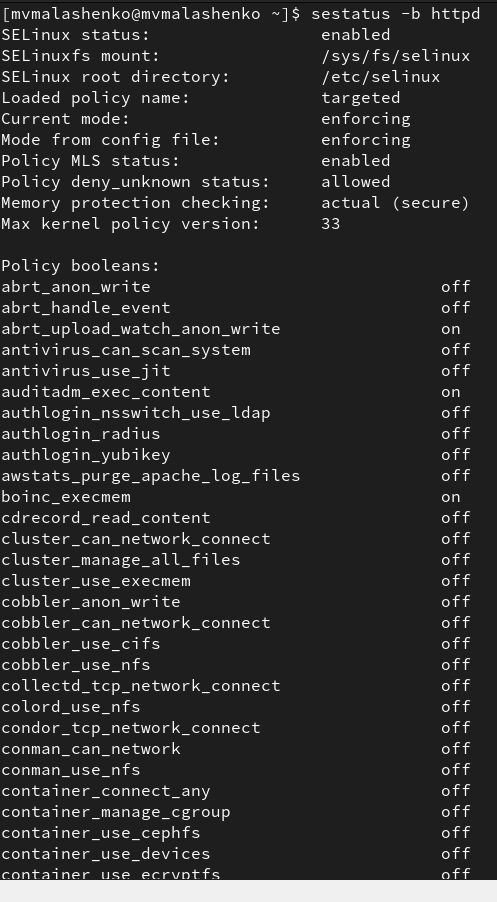 [mvmalashenko@mvmalashenko ~]$ sestatus -b httpd
SELinux status:                 enabled
SELinuxfs mount:                /sys/fs/selinux
SELinux root directory:         /etc/selinux
Loaded policy name:             targeted
Current mode:                   enforcing
Mode from config file:          enforcing
Policy MLS status:              enabled
Policy deny_unknown status:     allowed
Memory protection checking:     actual (secure)
Max kernel policy version:      33

Policy booleans:
abrt_anon_write                             off
abrt_handle_event                           off
abrt_upload_watch_anon_write                on
antivirus_can_scan_system                   off
antivirus_use_jit                           off
auditadm_exec_content                       on
authlogin_nsswitch_use_ldap                 off
authlogin_radius                            off
authlogin_yubikey                           off
awstats_purge_apache_log_files              off
boinc_execmem                               on
cdrecord_read_content                       off
cluster_can_network_connect                 off
cluster_manage_all_files                    off
cluster_use_execmem                         off
cobbler_anon_write                          off
cobbler_can_network_connect                 off
cobbler_use_cifs                            off
cobbler_use_nfs                             off
collectd_tcp_network_connect                off
colord_use_nfs                              off
condor_tcp_network_connect                  off
conman_can_network                          off
conman_use_nfs                              off
container_connect_any                       off
container_manage_cgroup                     off
container_use_cephfs                        off
container_use_devices                       off
container_use_ecryptfs                      off